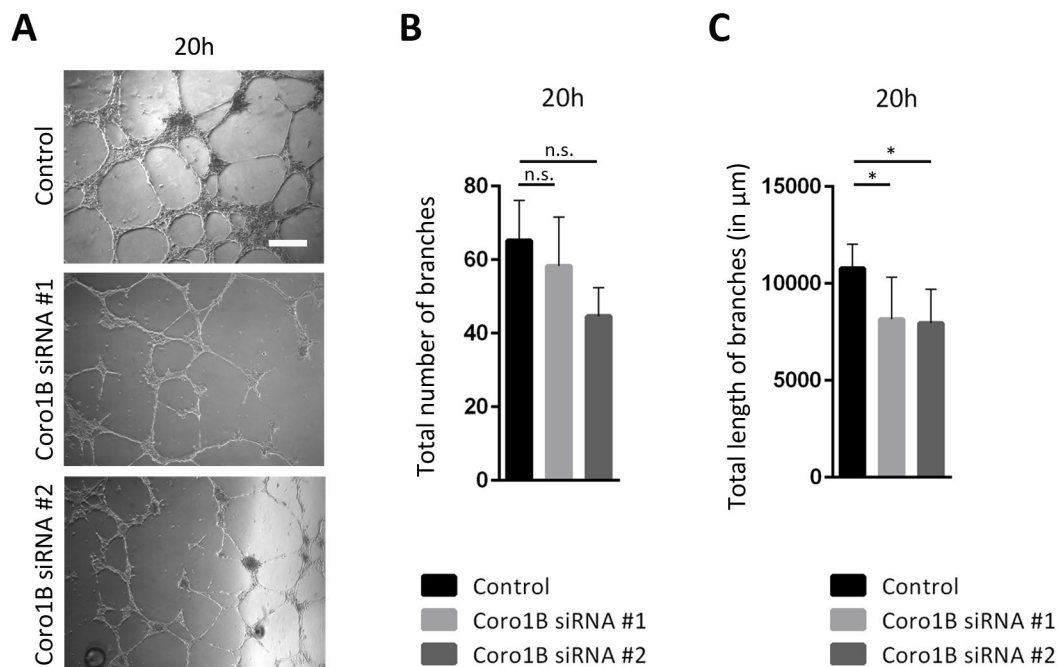 A
20h
Control
Coro1B siRNA #1
Coro1B siRNA #2
B
20h
n.s.
n.s.
Total number of branches
80
60
40
20
0
Control
Coro1B siRNA #1
Coro1B siRNA #2
C
20h
*
*
Total length of branches (in µm)
15000
10000
5000
0
Control
Coro1B siRNA #1
Coro1B siRNA #2